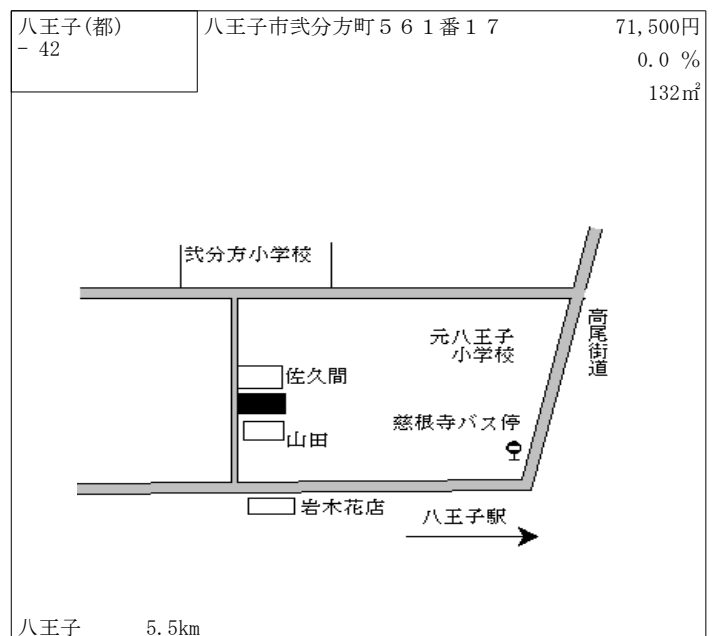 八王子(都)
- 42
八王子市弐分方町５６１番１７
71,500円
0.0 %
132㎡
弐分方小学校
高尾街道
元八王子
小学校
佐久間
慈根寺バス停
山田
岩木花店
八王子駅
八王子 5.5km